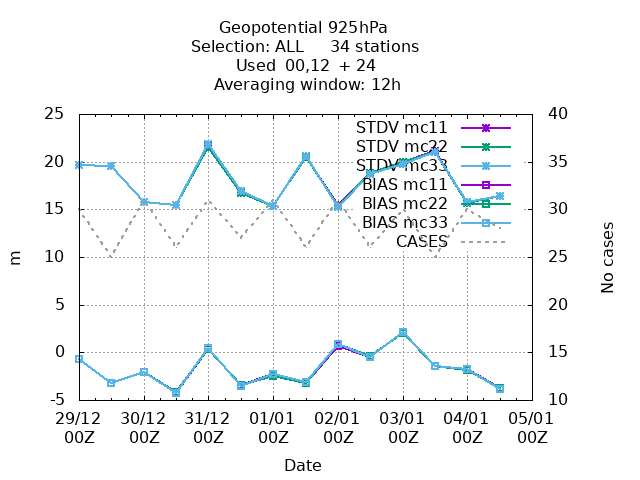 Geopotential 925hPa
Selection: ALL 34 stations
Used 00,12 + 24
Averaging window: 12h
25 40
STDV mc11
STDV mc22
20 35
STDV mc33
BIAS mc11
BIAS mc22
15 30
BIAS mc33
CASES
10 25
m
No cases
5 20
0 15
-5 10
29/12 30/12 31/12 01/01 02/01 03/01 04/01 05/01
00Z 00Z 00Z 00Z 00Z 00Z 00Z 00Z
Date